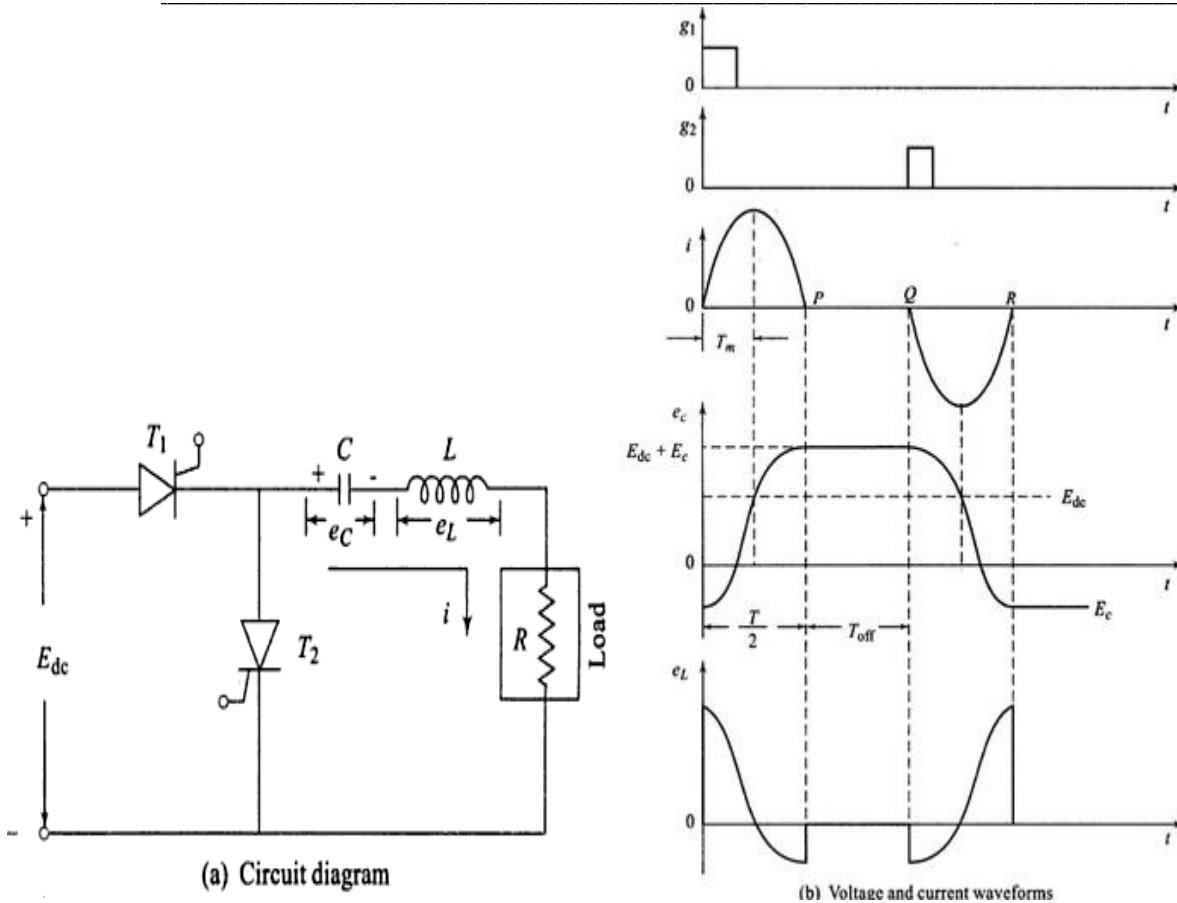 T1
C
L
+
-
+
eC
eL
i
R
Load
Edc
T2
−
(a) Circuit diagram
g1
0
t
g2
0
t
i
0
P
Q
R
t
Tm
ec
Edc + Ec
Edc
0
t
Ec
T/2
Toff
eL
0
t
(b) Voltage and current waveforms